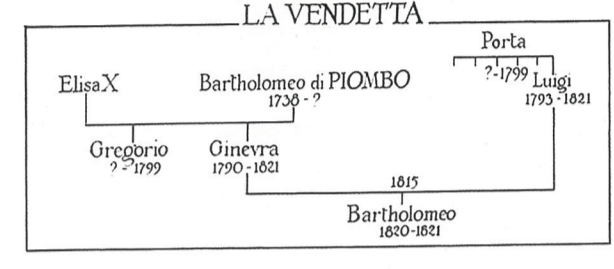 LA VENDETTA
Porta
ElisaX
Bartholomeo di PIOMBO
?-1799
Luigi
1738 - ?
1793-1821
Gregorio
Ginevra
? - 1799
1790-1821
1815
Bartholomeo
1820-1821